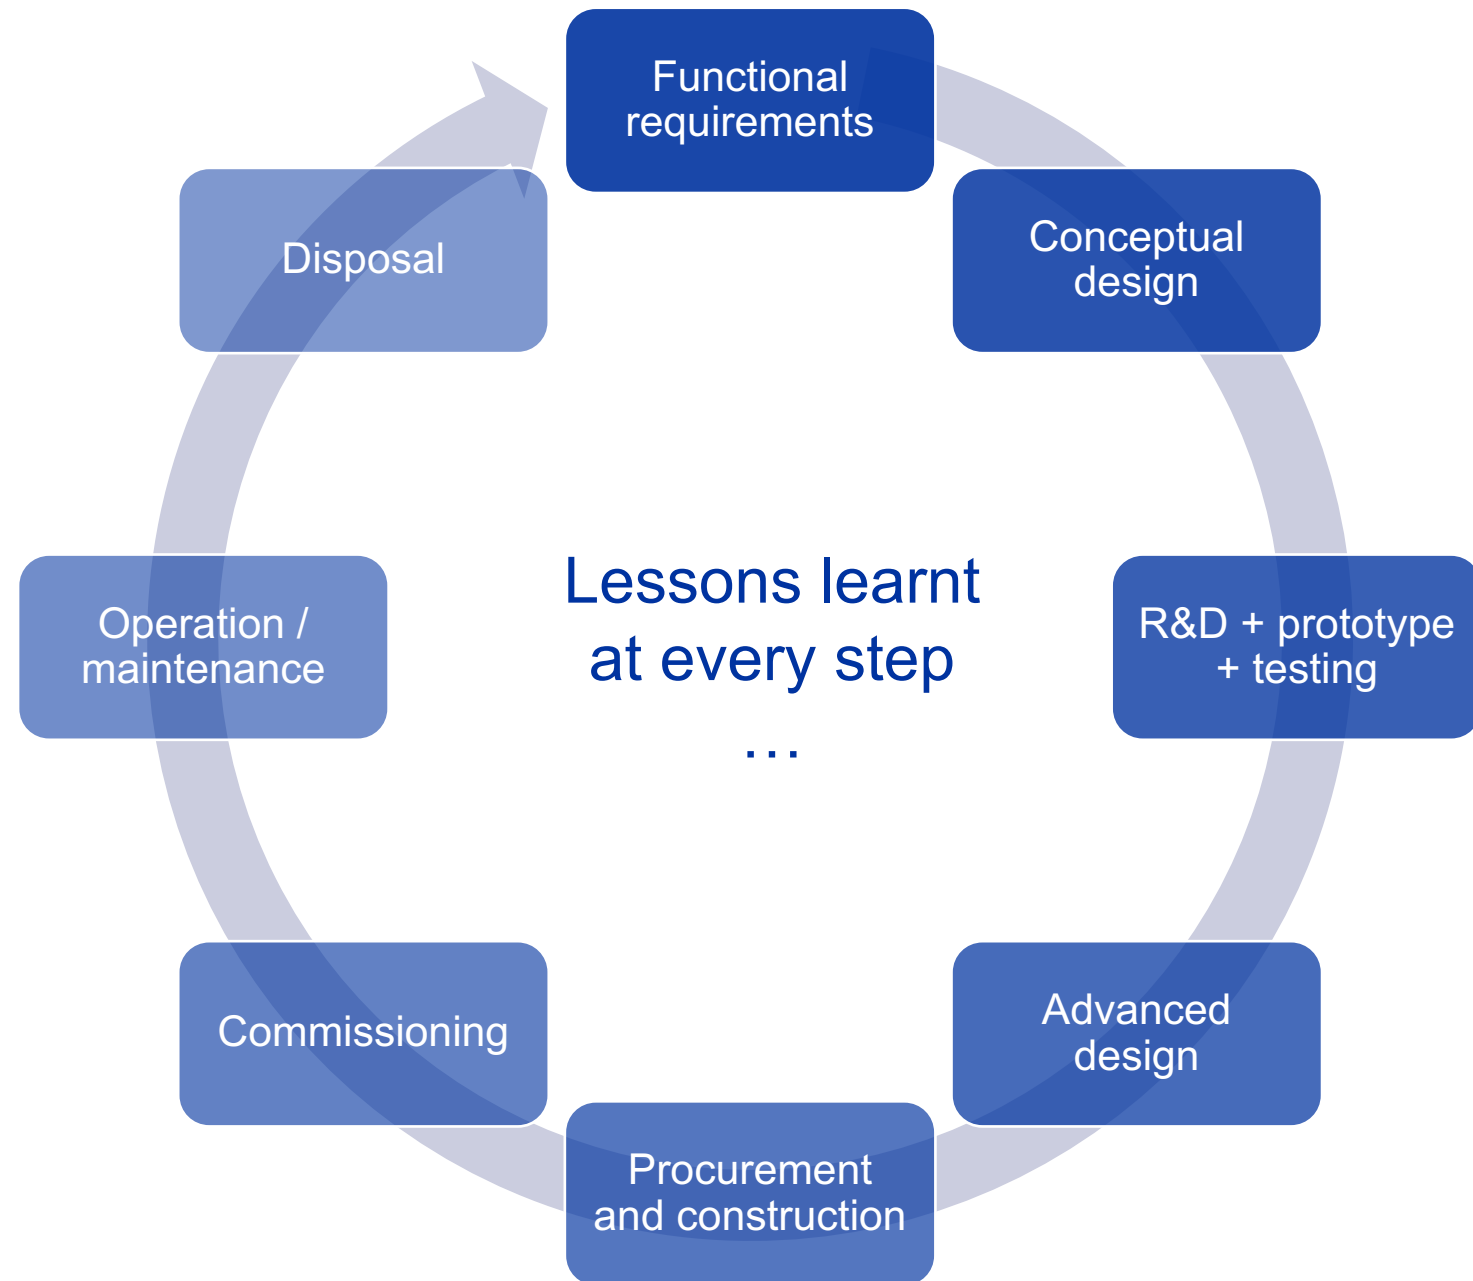 Functional
requirements
Conceptual
design
R&D + prototype
+ testing
Advanced
design
Procurement
and construction
Commissioning
Operation /
maintenance
Disposal
Lessons learnt
at every step
…